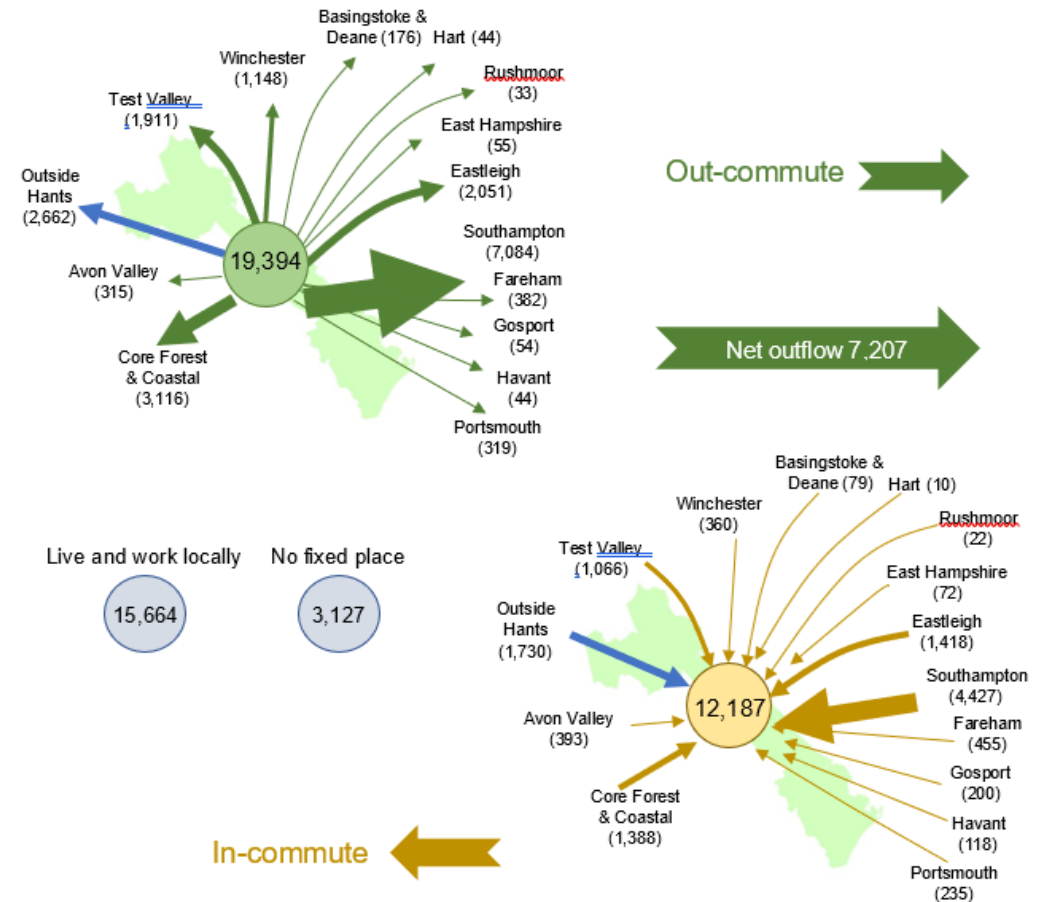 Basingstoke &
Deane (176)
Hart (44)
Winchester
(1,148)
Rushmoor
(33)
Test Valley
(1,911)
East Hampshire
(55)
Outside
Hants
(2,662)
Eastleigh
(2,051)
Out-commute
Southampton
(7,084)
19,394
Avon Valley
(315)
Fareham
(382)
Gosport
(54)
Core Forest
& Coastal
(3,116)
Havant
(44)
Portsmouth
(319)
Net outflow 7,207
Basingstoke &
Deane (79)
Hart (10)
Winchester
(360)
Rushmoor
(22)
Live and work locally
15,664
No fixed place
3,127
Test Valley
(1,066)
East Hampshire
(72)
Outside
Hants
(1,730)
Eastleigh
(1,418)
Southampton
(4,427)
12,187
Avon Valley
(393)
Fareham
(455)
Gosport
(200)
Core Forest
& Coastal
(1,388)
Havant
(118)
In-commute
Portsmouth
(235)